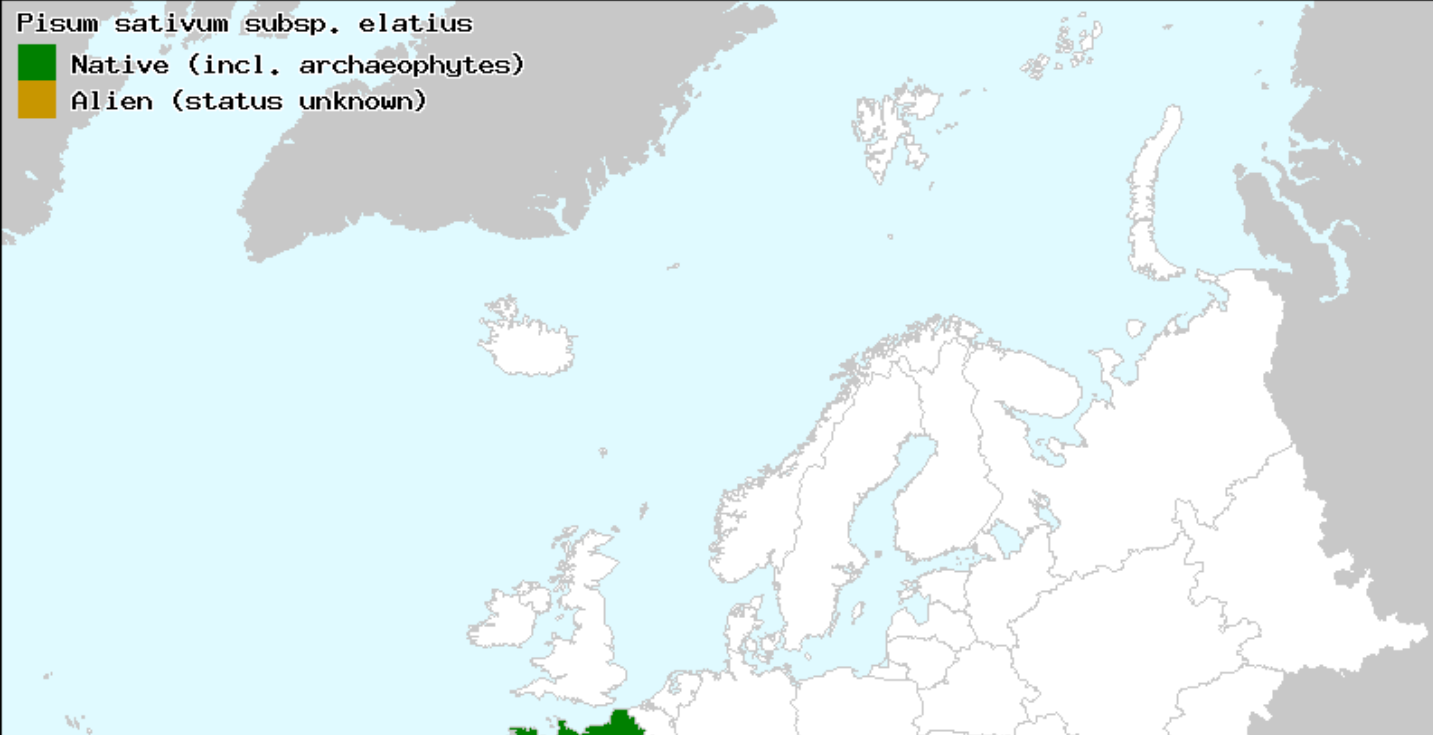 Pisum sativum subsp. elatius
Native (incl. archaeophytes)
Alien (status unknown)